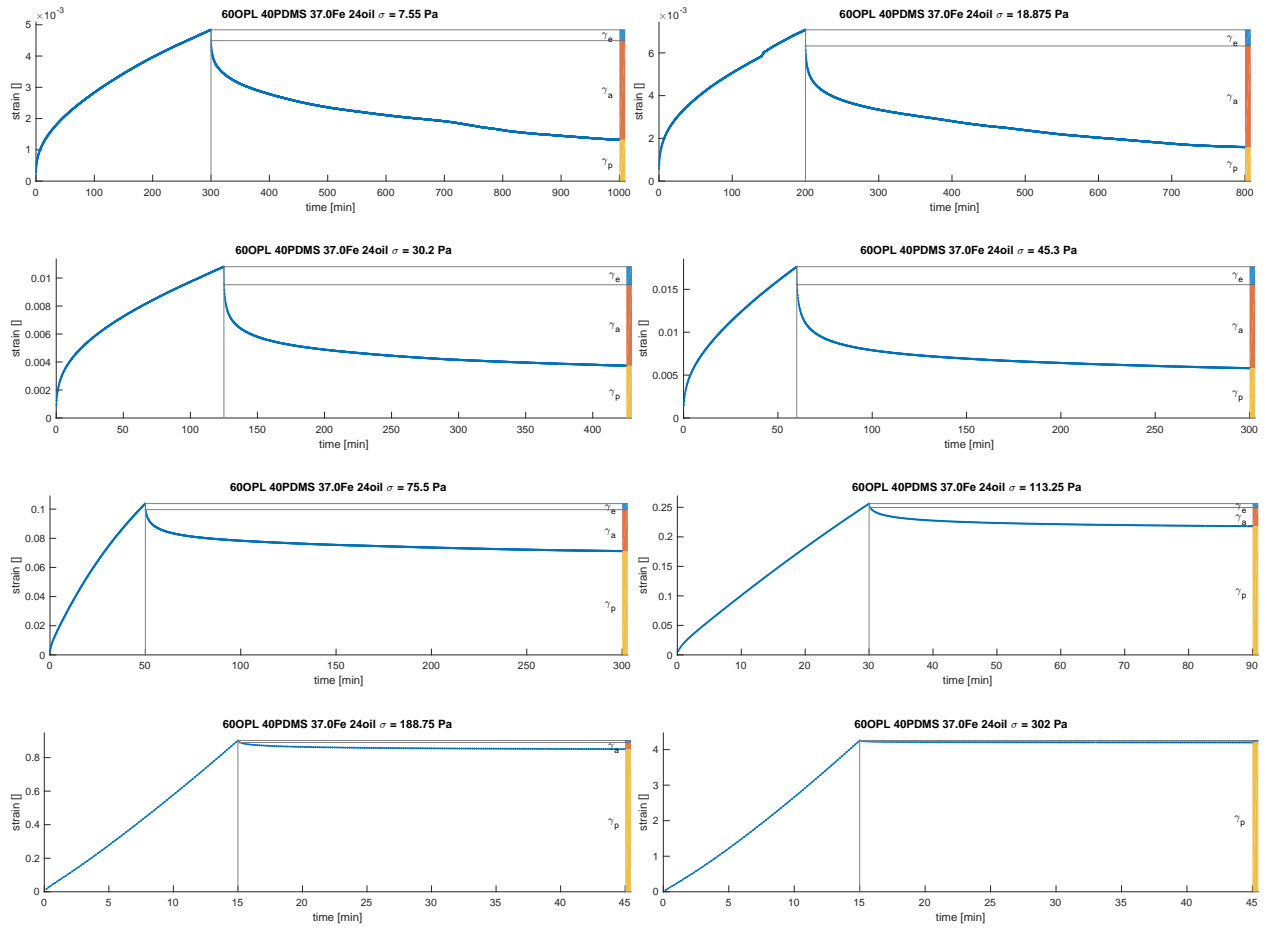 60OPL 40PDMS 37.0Fe 24oil σ = 7.55 Pa
×10⁻³
5
4
3
2
1
0
strain []
γe
γa
γp
0 100 200 300 400 500 600 700 800 900 1000
time [min]
60OPL 40PDMS 37.0Fe 24oil σ = 18.875 Pa
×10⁻³
6
4
2
0
strain []
γe
γa
γp
0 100 200 300 400 500 600 700 800
time [min]
60OPL 40PDMS 37.0Fe 24oil σ = 30.2 Pa
0.01
0.008
0.006
0.004
0.002
0
strain []
γe
γa
γp
0 50 100 150 200 250 300 350 400
time [min]
60OPL 40PDMS 37.0Fe 24oil σ = 45.3 Pa
0.015
0.01
0.005
0
strain []
γe
γa
γp
0 50 100 150 200 250 300
time [min]
60OPL 40PDMS 37.0Fe 24oil σ = 75.5 Pa
0.1
0.08
0.06
0.04
0.02
0
strain []
γe
γa
γp
0 50 100 150 200 250 300
time [min]
60OPL 40PDMS 37.0Fe 24oil σ = 113.25 Pa
0.25
0.2
0.15
0.1
0.05
0
strain []
γe
γa
γp
0 10 20 30 40 50 60 70 80 90
time [min]
60OPL 40PDMS 37.0Fe 24oil σ = 188.75 Pa
0.8
0.6
0.4
0.2
0
strain []
γa
γp
0 5 10 15 20 25 30 35 40 45
time [min]
60OPL 40PDMS 37.0Fe 24oil σ = 302 Pa
4
3
2
1
0
strain []
γp
0 5 10 15 20 25 30 35 40 45
time [min]